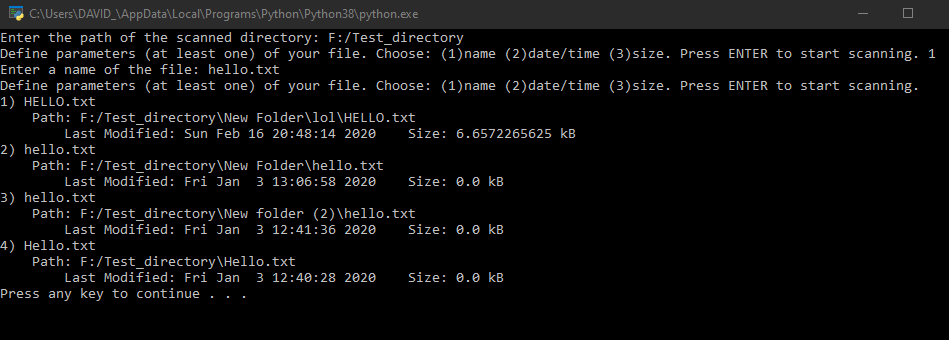 C:\Users\DAVID_\AppData\Local\Programs\Python\Python38\python.exe
Enter the path of the scanned directory: F:/Test_directory
Define parameters (at least one) of your file. Choose: (1)name (2)date/time (3)size. Press ENTER to start scanning. 1
Enter a name of the file: hello.txt
Define parameters (at least one) of your file. Choose: (1)name (2)date/time (3)size. Press ENTER to start scanning.
1) HELLO.txt
    Path: F:/Test_directory\New Folder\lol\HELLO.txt
        Last Modified: Sun Feb 16 20:48:14 2020    Size: 6.6572265625 kB
2) hello.txt
    Path: F:/Test_directory\New Folder\hello.txt
        Last Modified: Fri Jan  3 13:06:58 2020    Size: 0.0 kB
3) hello.txt
    Path: F:/Test_directory\New folder (2)\hello.txt
        Last Modified: Fri Jan  3 12:41:36 2020    Size: 0.0 kB
4) Hello.txt
    Path: F:/Test_directory\Hello.txt
        Last Modified: Fri Jan  3 12:40:28 2020    Size: 0.0 kB
Press any key to continue . . .